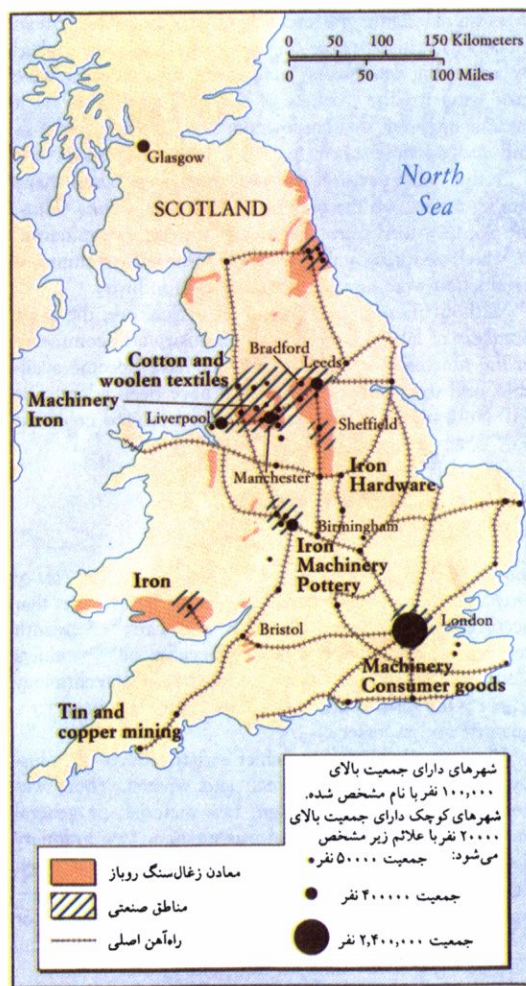 0 50 100 150 Kilometers
0 50 100 Miles
Glasgow
North
Sea
SCOTLAND
Bradford
Cotton and
woolen textiles
Leeds
Machinery
Iron
Liverpool
Sheffield
Manchester
Iron
Hardware
Birmingham
Iron
Machinery
Pottery
Iron
London
Bristol
Machinery
Consumer goods
Tin and
copper mining
شهرهای دارای جمعیت بالای
۱۰۰,۰۰۰ نفر با نام مشخص شده.
شهرهای کوچک دارای جمعیت بالای
۲۰۰۰۰ نفر با علائم زیر مشخص
می‌شود:
جمعیت ۵۰۰۰۰ نفر
جمعیت ۴۰۰۰۰۰ نفر
جمعیت ۲,۴۰۰,۰۰۰ نفر
معادن زغال‌سنگ روباز
مناطق صنعتی
راه‌آهن اصلی